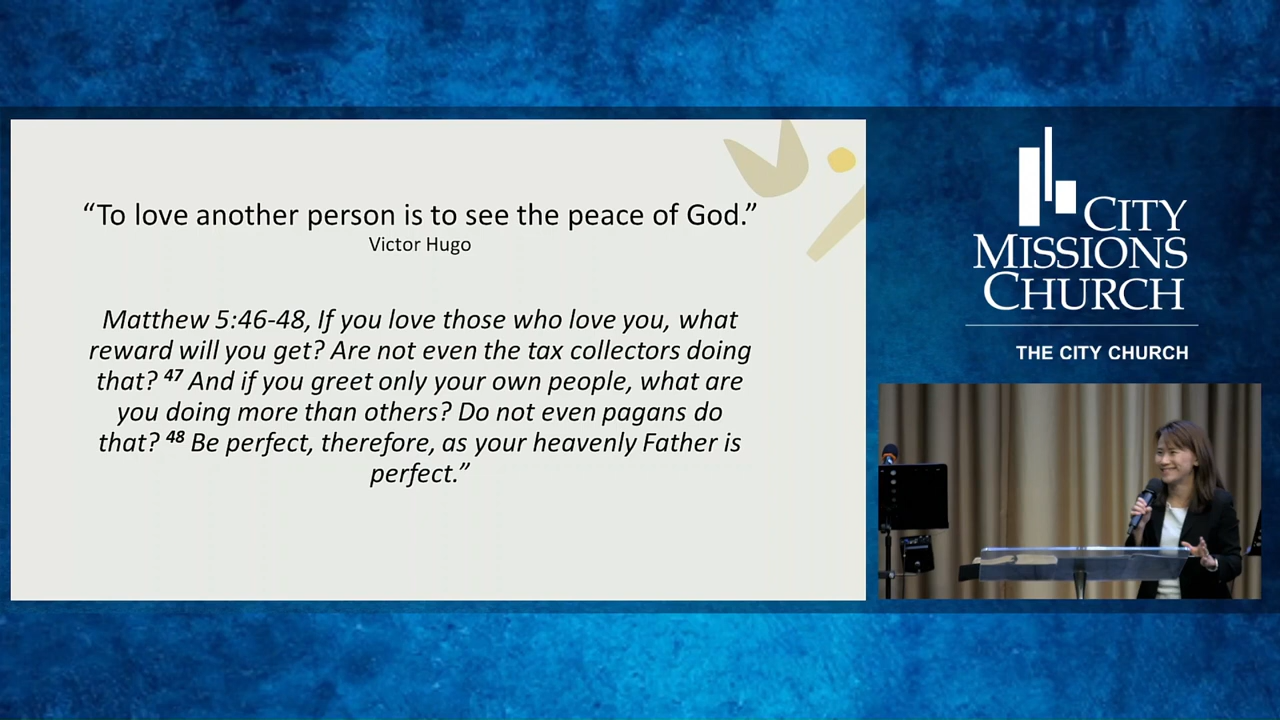 “To love another person is to see the peace of God.”
Victor Hugo
Matthew 5:46-48, If you love those who love you, what
reward will you get? Are not even the tax collectors doing
that? ⁴⁷ And if you greet only your own people, what are
you doing more than others? Do not even pagans do
that? ⁴⁸ Be perfect, therefore, as your heavenly Father is
perfect.”
CITY
MISSIONS
CHURCH
THE CITY CHURCH